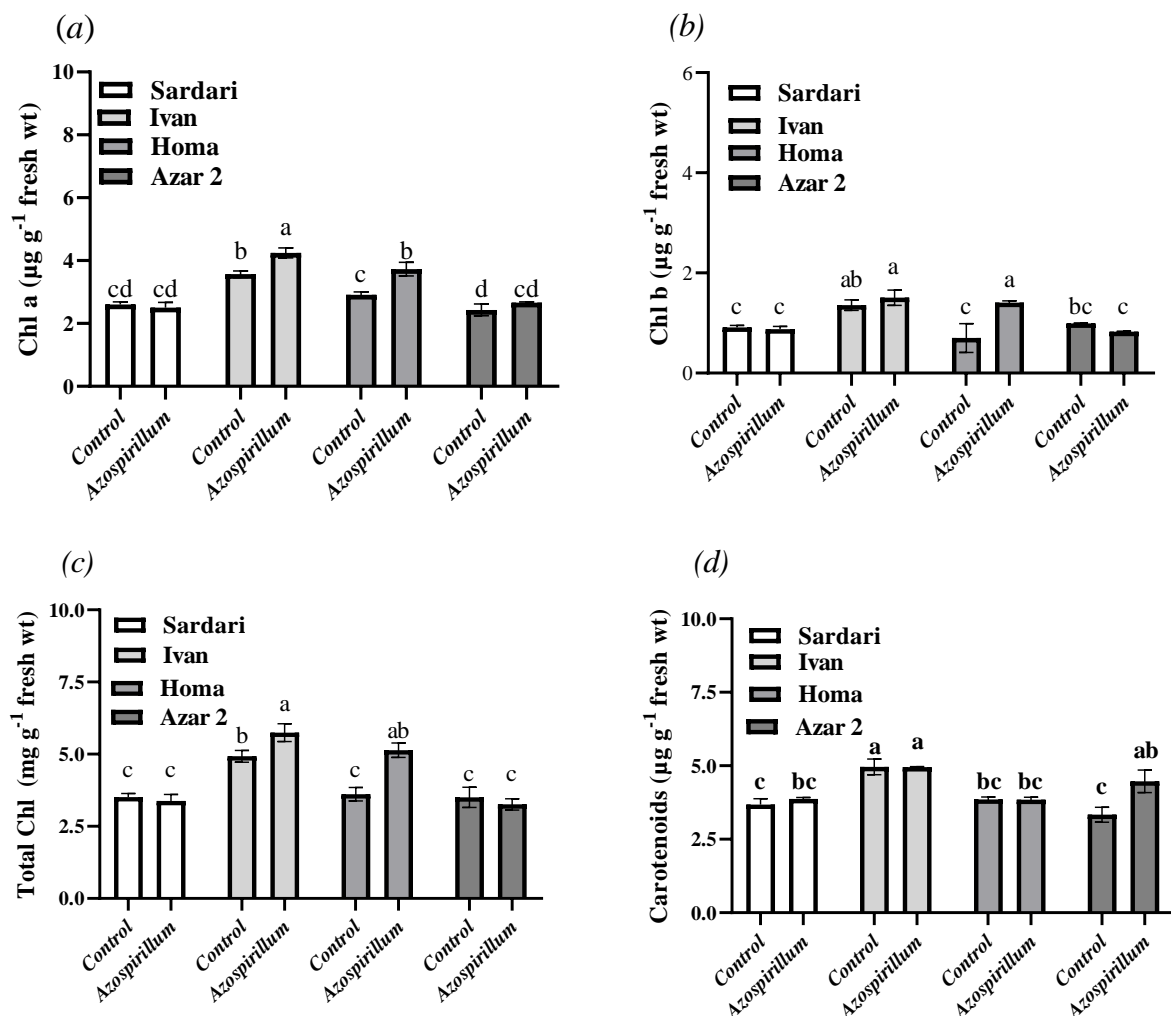 (a)
Chl a (µg g⁻¹ fresh wt)
10
8
6
4
2
0
Sardari
Ivan
Homa
Azar 2
cd
cd
b
a
c
b
d
cd
Control
Azospirillum
Control
Azospirillum
Control
Azospirillum
Control
Azospirillum
(b)
Chl b (µg g⁻¹ fresh wt)
6
4
2
0
Sardari
Ivan
Homa
Azar 2
c
c
ab
a
c
a
bc
c
Control
Azospirillum
Control
Azospirillum
Control
Azospirillum
Control
Azospirillum
(c)
Total Chl (mg g⁻¹ fresh wt)
10.0
7.5
5.0
2.5
0.0
Sardari
Ivan
Homa
Azar 2
c
c
b
a
c
ab
c
c
Control
Azospirillum
Control
Azospirillum
Control
Azospirillum
Control
Azospirillum
(d)
Carotenoids (µg g⁻¹ fresh wt)
10.0
7.5
5.0
2.5
0.0
Sardari
Ivan
Homa
Azar 2
c
bc
a
a
bc
bc
c
ab
Control
Azospirillum
Control
Azospirillum
Control
Azospirillum
Control
Azospirillum